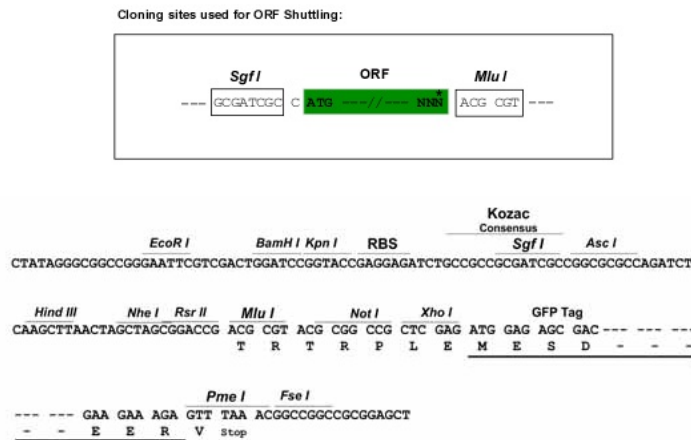 Cloning sites used for ORF Shuttling:
Sgf I ORF Mlu I
--- GCGATCGC C ATG ---//--- NNN* ACG CGT ---
Kozac
Consensus
EcoR I BamH I Kpn I RBS Sgf I Asc I
CTATAGGGCGGCCGGGAATTCGTCGACTGGATCCGGTACCGAGGAGATCTGCCGCCGCGATCGCCGGCGCGCCAGATCT
Hind III Nhe I Rsr II Mlu I Not I Xho I GFP Tag
CAAGCTTAACTAGCTAGCGGACCG ACG CGT ACG CGG CCG CTC GAG ATG GAG AGC GAC--- ---
T R T R P L E M E S D - - -
Pme I Fse I
--- --- GAA GAA AGA GTT TAA ACGGCCGGCCGCGGAGCT
- - E E R V Stop